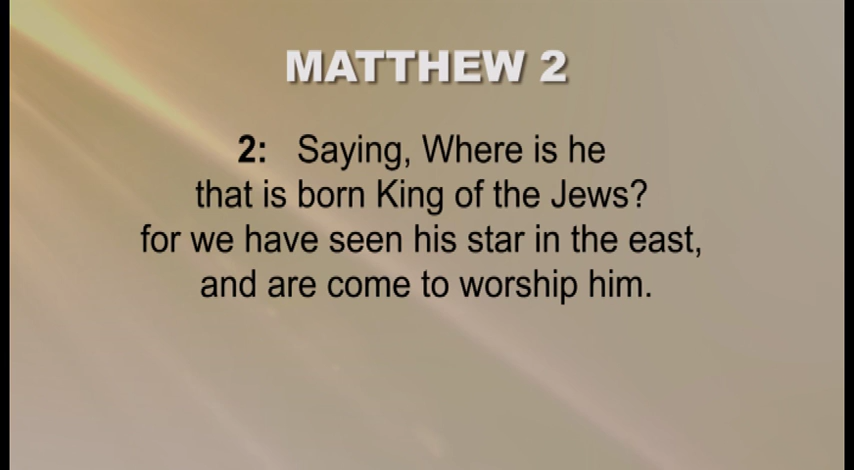 MATTHEW 2
2: Saying, Where is he
that is born King of the Jews?
for we have seen his star in the east,
and are come to worship him.